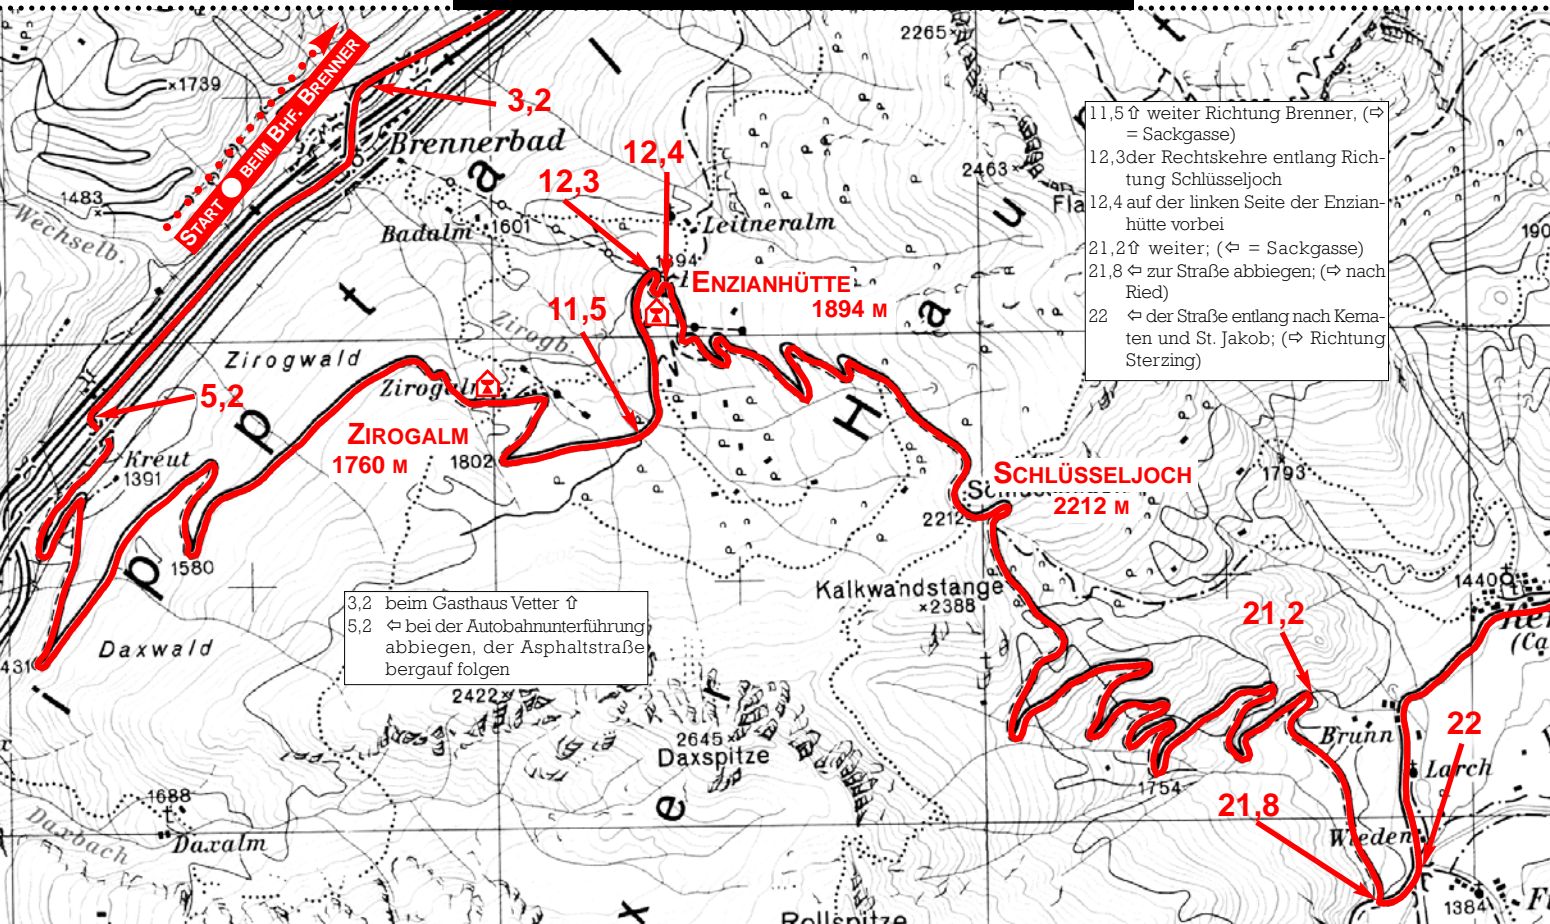 2265
×1739
START BEIM BHF. BRENNER
3,2
Brennerbad
12,4
12,3
2463×
Fla
11,5 ⇧ weiter Richtung Brenner, (⇨
= Sackgasse)
12,3 der Rechtskehre entlang Rich-
tung Schlüsseljoch
12,4 auf der linken Seite der Enzian-
hütte vorbei
21,2 ⇧ weiter; (⇦ = Sackgasse)
21,8 ⇦ zur Straße abbiegen; (⇨ nach
Ried)
22 ⇦ der Straße entlang nach Kema-
ten und St. Jakob; (⇨ Richtung
Sterzing)
1483
Wechselb.
Badalm
1601
Leitneralm
190
1894
ENZIANHÜTTE
1894 M
11,5
Zirogb.
Zirogwald
Zirogalm
5,2
ZIROGALM
1760 M
1802
Kreut
1391
1793
SCHLÜSSELJOCH
2212 M
2212
1580
Kalkwandstange
×2388
1440
3,2 beim Gasthaus Vetter ⇧
5,2 ⇦ bei der Autobahnunterführung
abbiegen, der Asphaltstraße
bergauf folgen
21,2
(Ca
Daxwald
431
2422×
2645×
Daxspitze
Brunn
22
Larch
1754
21,8
1688
Daxalm
Daxbach
Wieden
1384
Rollspitze